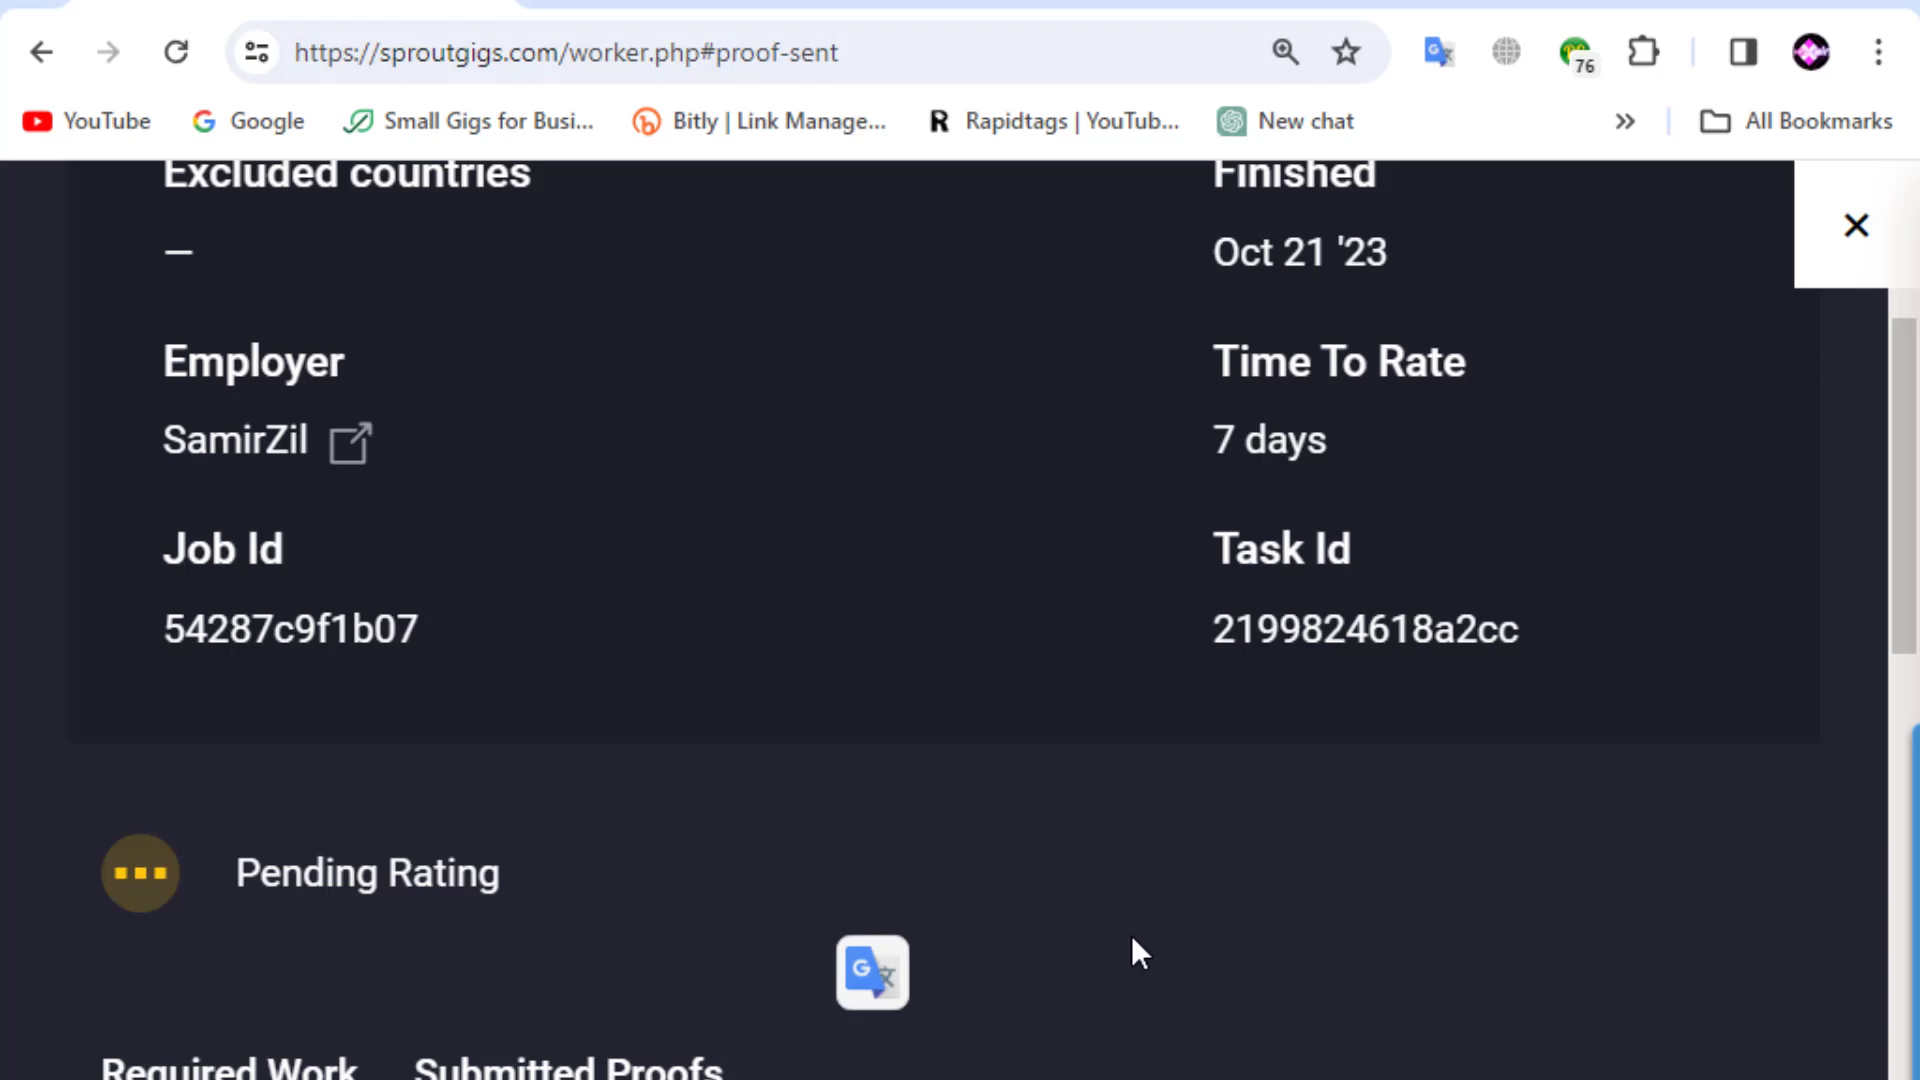 https://sproutgigs.com/worker.php#proof-sent
76
YouTube
Google
Small Gigs for Busi...
Bitly | Link Manage...
Rapidtags | YouTub...
New chat
All Bookmarks
Excluded countries
Finished
—
Oct 21 '23
Employer
Time To Rate
SamirZil
7 days
Job Id
Task Id
54287c9f1b07
2199824618a2cc
Pending Rating
Required Work
Submitted Proofs